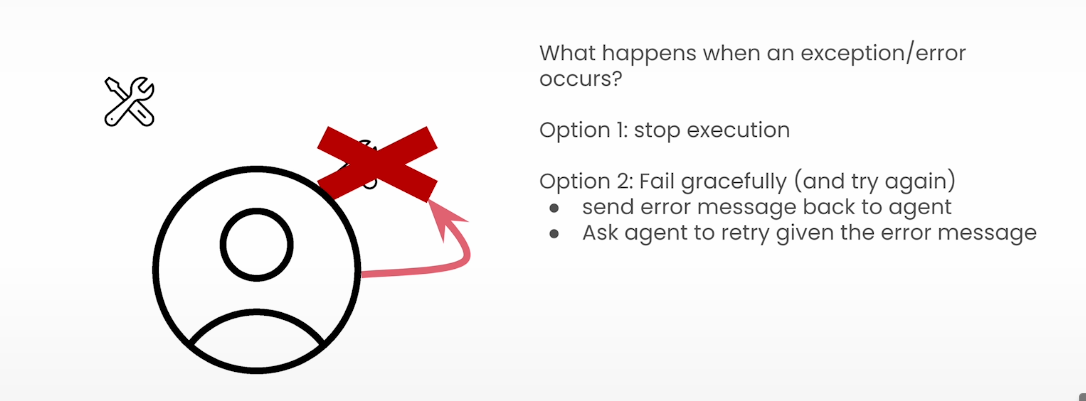 What happens when an exception/error
occurs?
Option 1: stop execution
Option 2: Fail gracefully (and try again)
● send error message back to agent
● Ask agent to retry given the error message